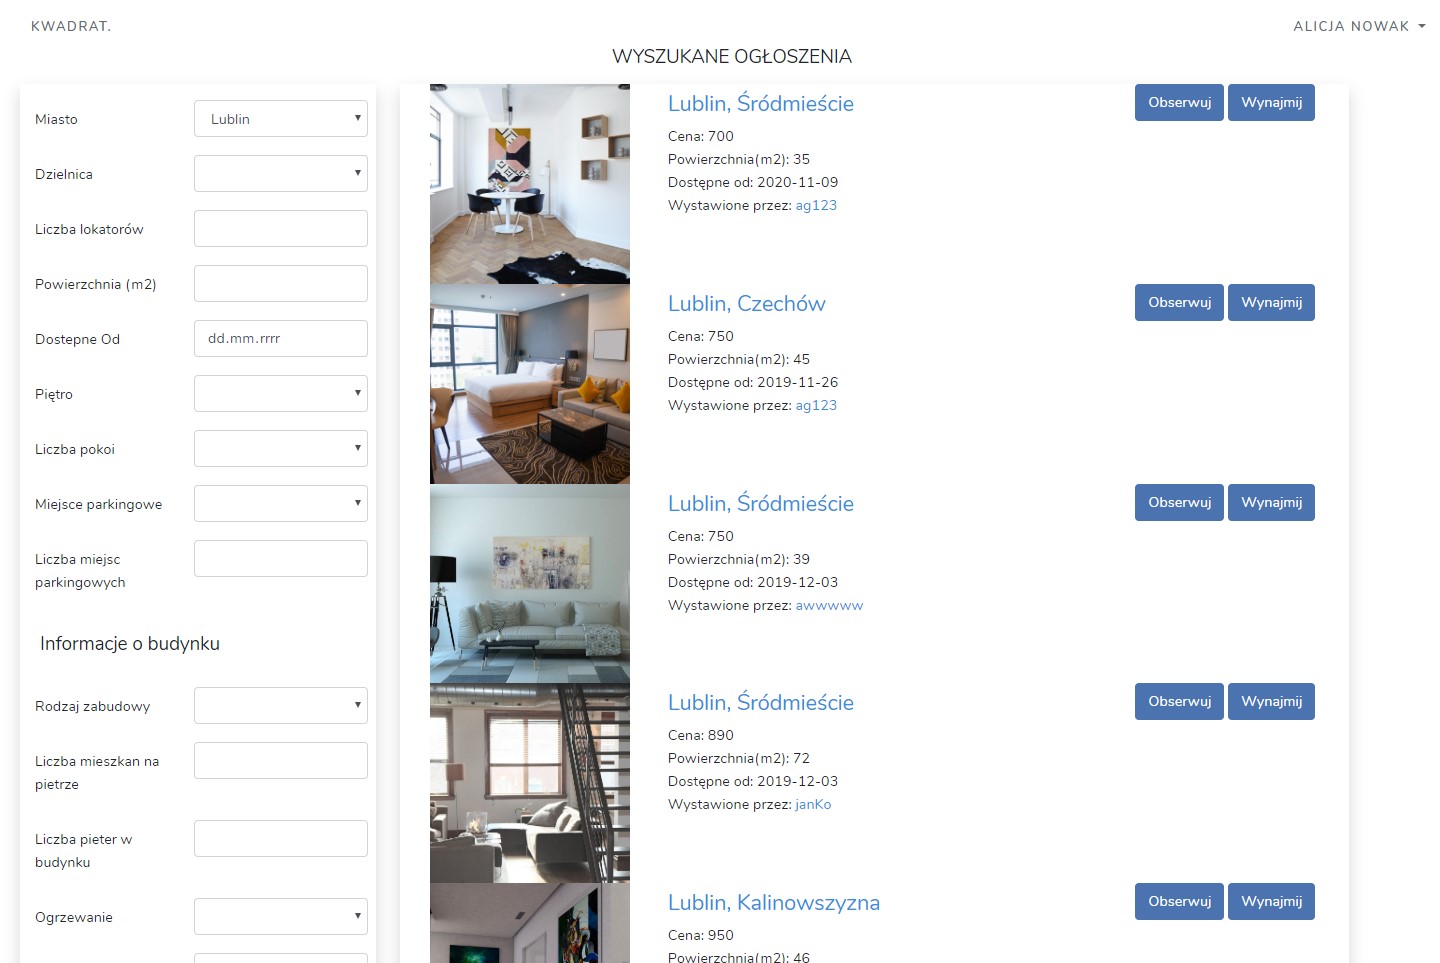 KWADRAT.
ALICJA NOWAK
WYSZUKANE OGŁOSZENIA
Miasto
Lublin
Dzielnica
Liczba lokatorów
Powierzchnia (m2)
Dostepne Od
dd.mm.rrrr
Piętro
Liczba pokoi
Miejsce parkingowe
Liczba miejsc
parkingowych
Informacje o budynku
Rodzaj zabudowy
Liczba mieszkan na
pietrze
Liczba pieter w
budynku
Ogrzewanie
Lublin, Śródmieście
Cena: 700
Powierzchnia(m2): 35
Dostępne od: 2020-11-09
Wystawione przez: ag123
Obserwuj
Wynajmij
Lublin, Czechów
Cena: 750
Powierzchnia(m2): 45
Dostępne od: 2019-11-26
Wystawione przez: ag123
Obserwuj
Wynajmij
Lublin, Śródmieście
Cena: 750
Powierzchnia(m2): 39
Dostępne od: 2019-12-03
Wystawione przez: awwwww
Obserwuj
Wynajmij
Lublin, Śródmieście
Cena: 890
Powierzchnia(m2): 72
Dostępne od: 2019-12-03
Wystawione przez: janKo
Obserwuj
Wynajmij
Lublin, Kalinowszyzna
Cena: 950
Powierzchnia(m2): 46
Obserwuj
Wynajmij